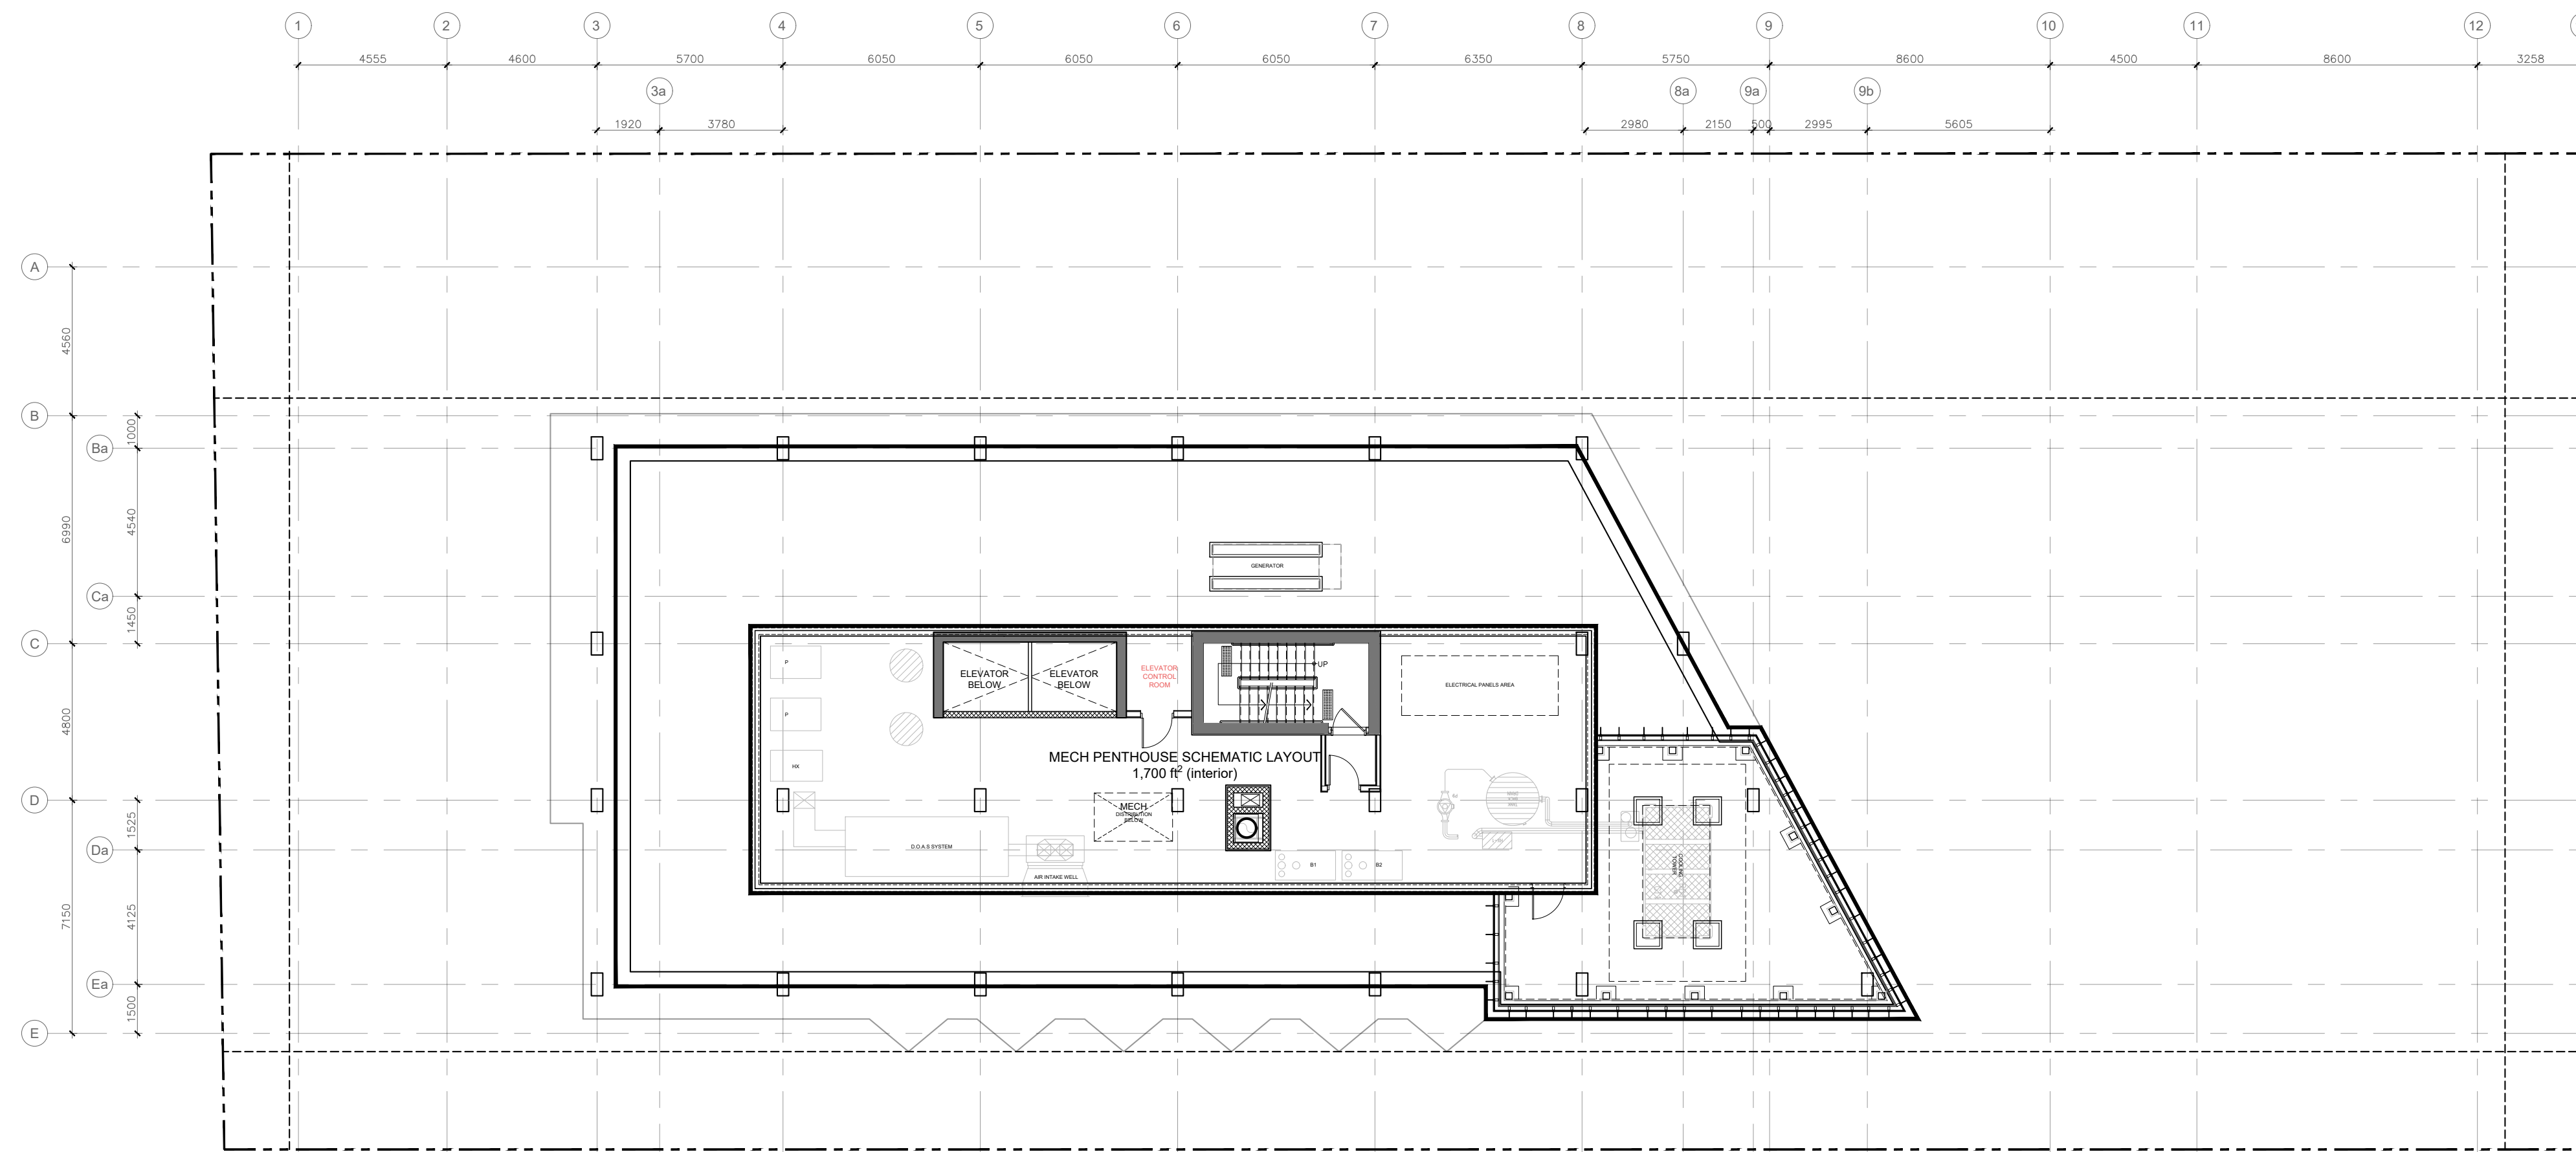 1 2 3 4 5 6 7 8 9 10 11 12
4555 4600 5700 6050 6050 6050 6350 5750 8600 4500 8600 3258
3a 8a 9a 9b
1920 3780 2980 2150 500 2995 5605
A
4560
B
1000
Ba
6990
4540
Ca
1450
C
4800
D
1525
Da
7150
4125
Ea
1500
E
GENERATOR
P
P
HX
ELEVATOR
BELOW
ELEVATOR
BELOW
ELEVATOR
CONTROL
ROOM
UP
ELECTRICAL PANELS AREA
MECH PENTHOUSE SCHEMATIC LAYOUT
1,700 ft² (interior)
MECH
DISTRIBUTION
BELOW
D.O.A.S SYSTEM
AIR INTAKE WELL
B1
B2
COOLING
TOWER